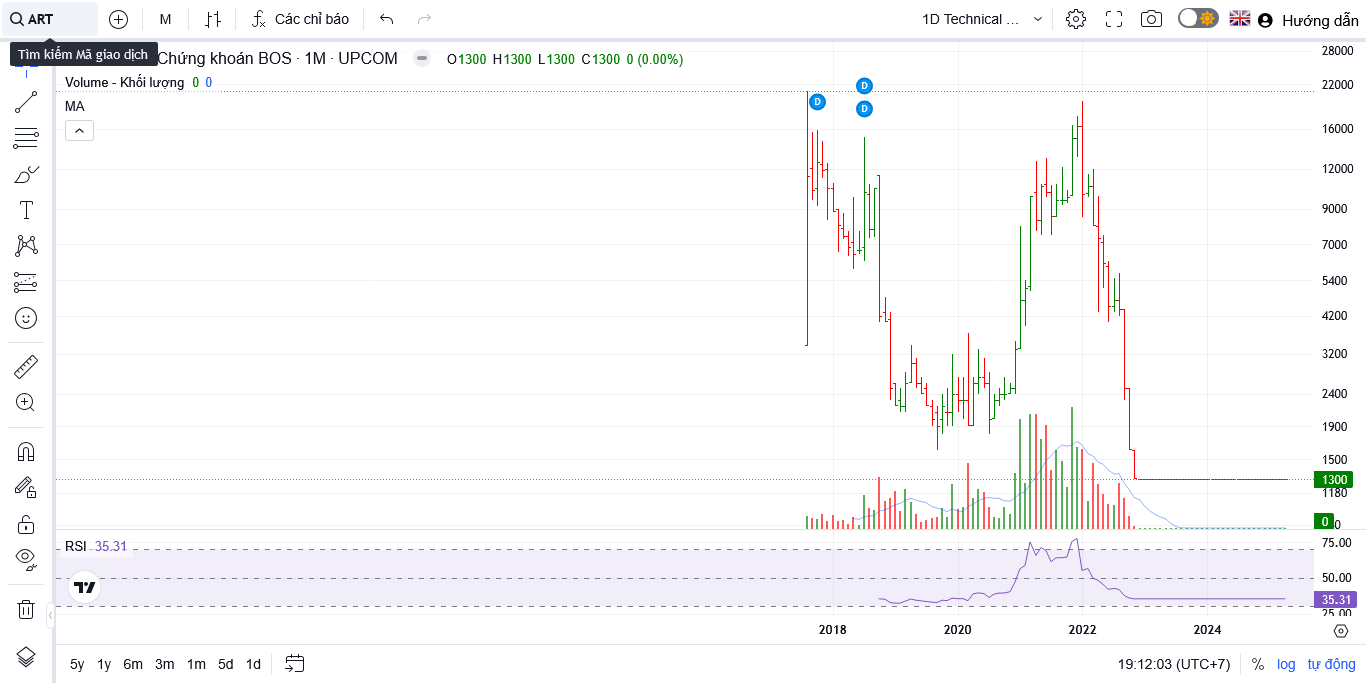 ART
M
Các chỉ báo
1D Technical ...
Hướng dẫn
Tìm kiếm Mã giao dịch
Chứng khoán BOS · 1M · UPCOM
O1300 H1300 L1300 C1300 0 (0.00%)
Volume - Khối lượng 0 0
MA
D
D
D
28000
22000
16000
12000
9000
7000
5400
4200
3200
2400
1900
1500
1300
1180
0
RSI 35.31
75.00
50.00
35.31
25.00
2018
2020
2022
2024
5y 1y 6m 3m 1m 5d 1d
19:12:03 (UTC+7)
% log tự động